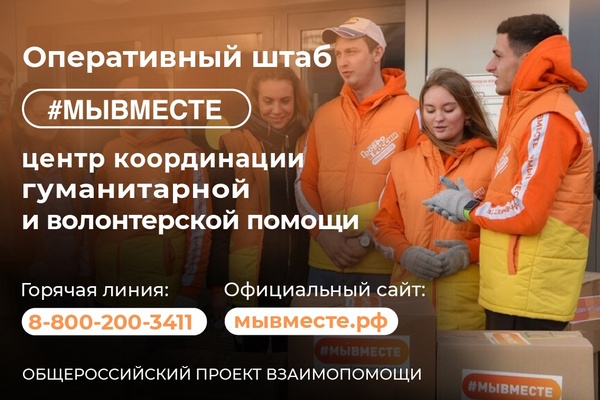 Оперативный штаб
#МЫВМЕСТЕ
центр координации
гуманитарной
и волонтерской помощи
Горячая линия:
Официальный сайт:
8-800-200-3411
мывместе.рф
ОБЩЕРОССИЙСКИЙ ПРОЕКТ ВЗАИМОПОМОЩИ
#МЫВМЕСТЕ
#МЫВМЕСТЕ